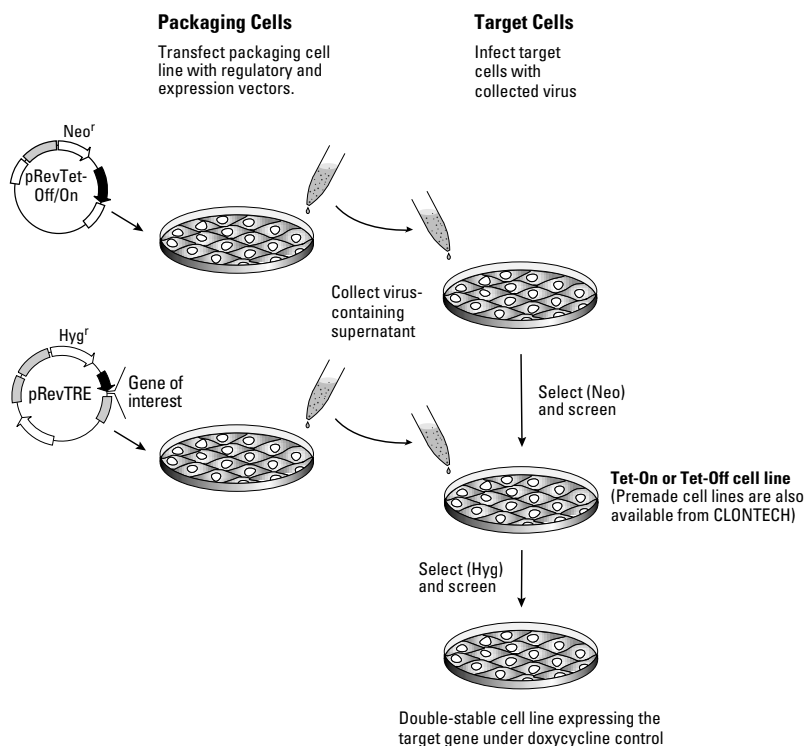 Packaging Cells
Transfect packaging cell
line with regulatory and
expression vectors.
Target Cells
Infect target
cells with
collected virus
Neoʳ
pRevTet-
Off/On
Collect virus-
containing
supernatant
Hygʳ
pRevTRE
Gene of
interest
Select (Neo)
and screen
Tet-On or Tet-Off cell line
(Premade cell lines are also
available from CLONTECH)
Select (Hyg)
and screen
Double-stable cell line expressing the
target gene under doxycycline control